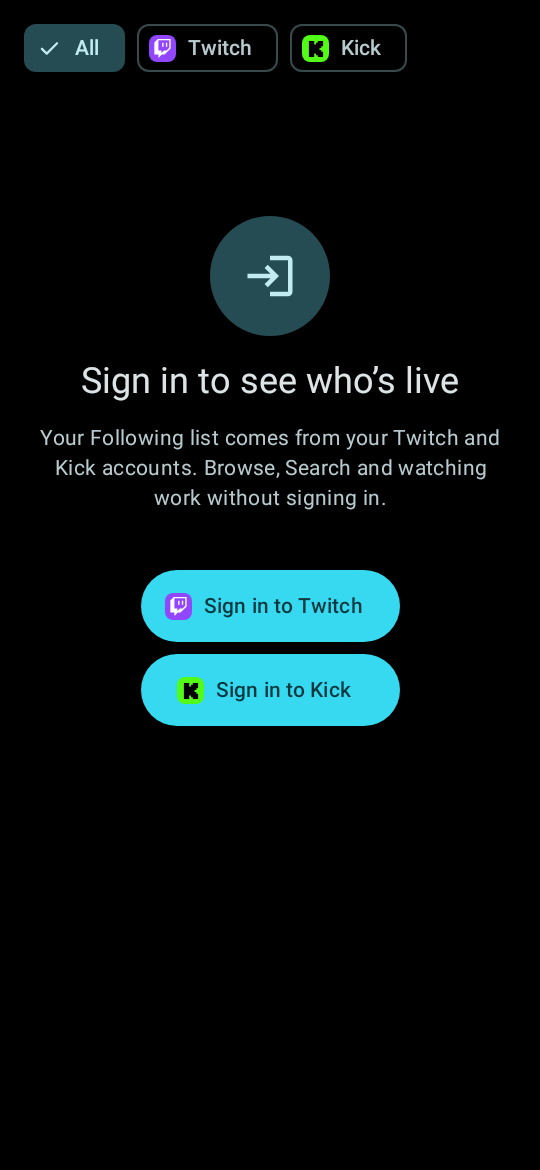 All
Twitch
Kick
Sign in to see who’s live
Your Following list comes from your Twitch and
Kick accounts. Browse, Search and watching
work without signing in.
Sign in to Twitch
Sign in to Kick